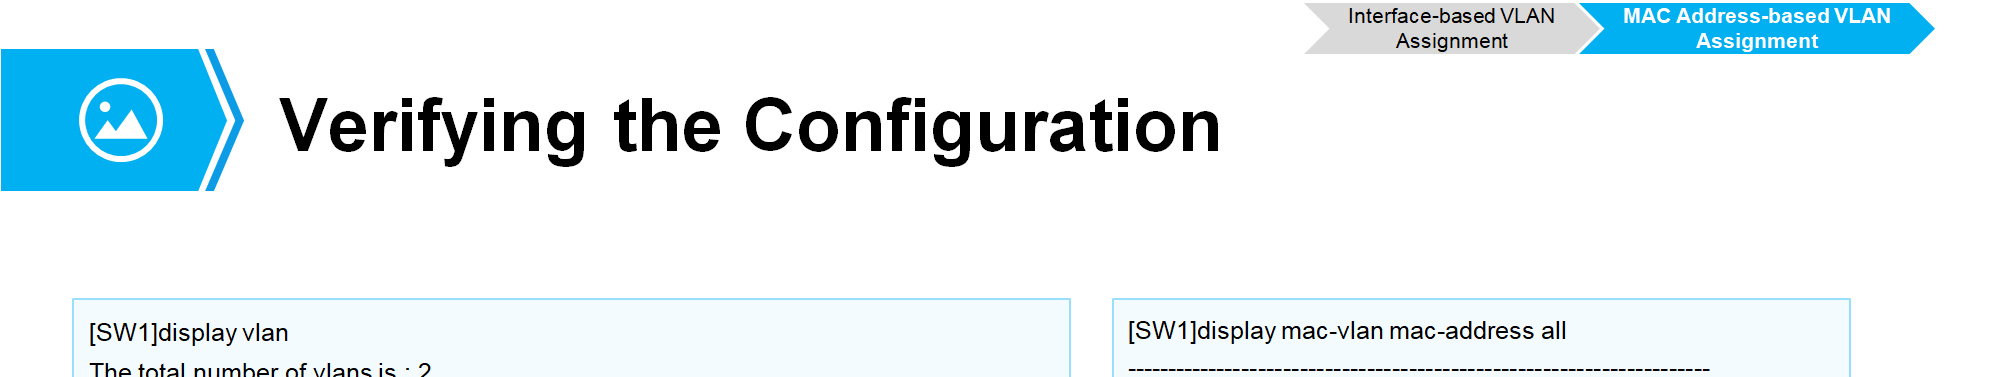 Interface-based VLAN
Assignment
MAC Address-based VLAN
Assignment
Verifying the Configuration
[SW1]display vlan
The total number of vlans is : 2
[SW1]display mac-vlan mac-address all
------------------------------------------------------------------------